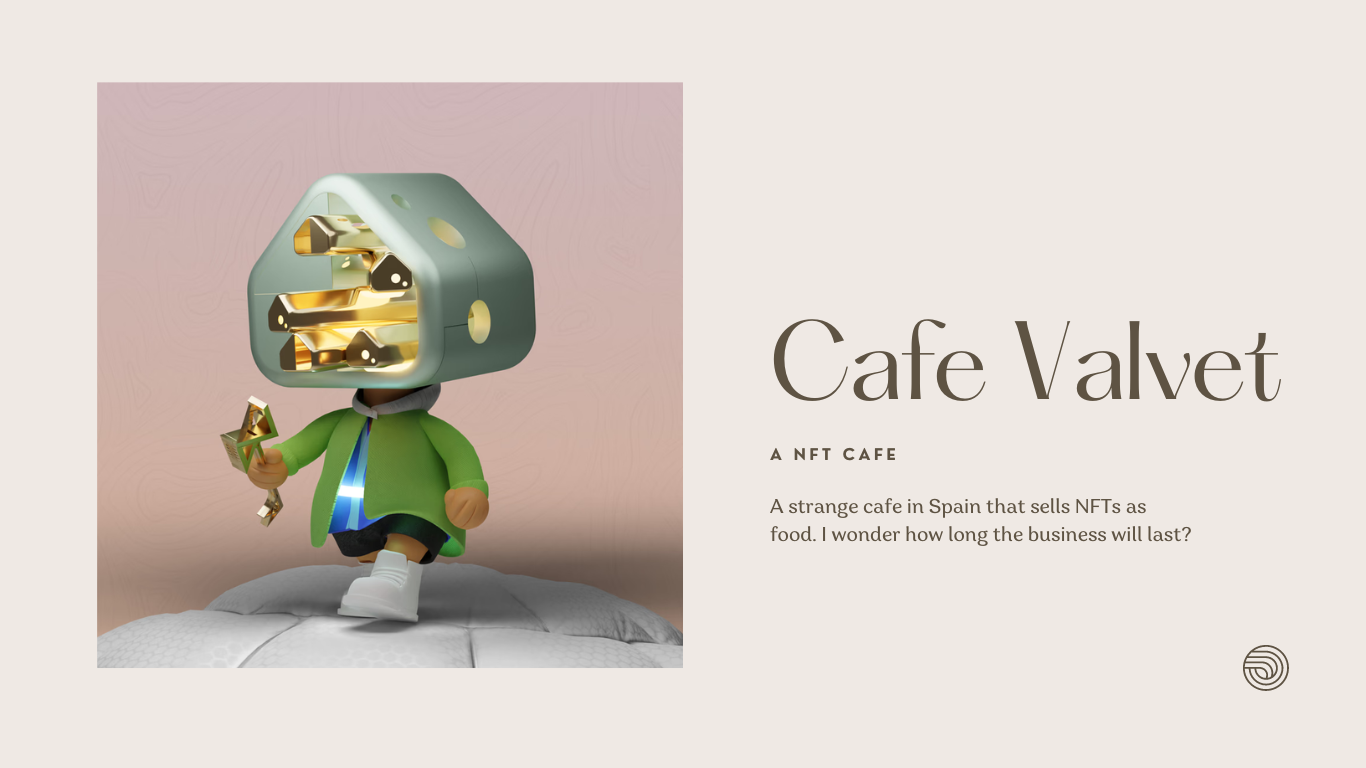 Cafe Valvet
A NFT CAFE
A strange cafe in Spain that sells NFTs as
food. I wonder how long the business will last?